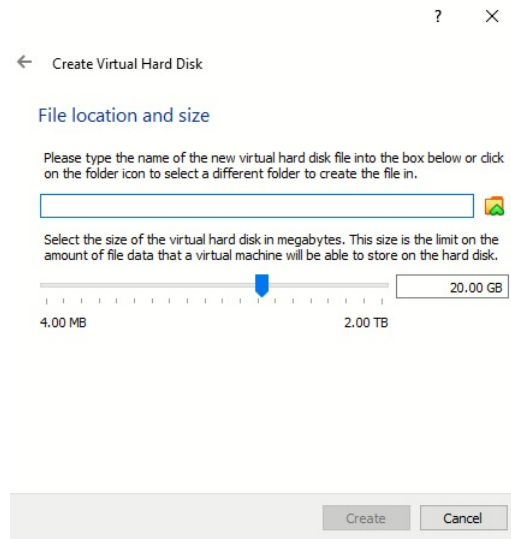 ?
Create Virtual Hard Disk
File location and size
Please type the name of the new virtual hard disk file into the box below or click
on the folder icon to select a different folder to create the file in.
Select the size of the virtual hard disk in megabytes. This size is the limit on the
amount of file data that a virtual machine will be able to store on the hard disk.
20.00 GB
4.00 MB 2.00 TB
Create Cancel